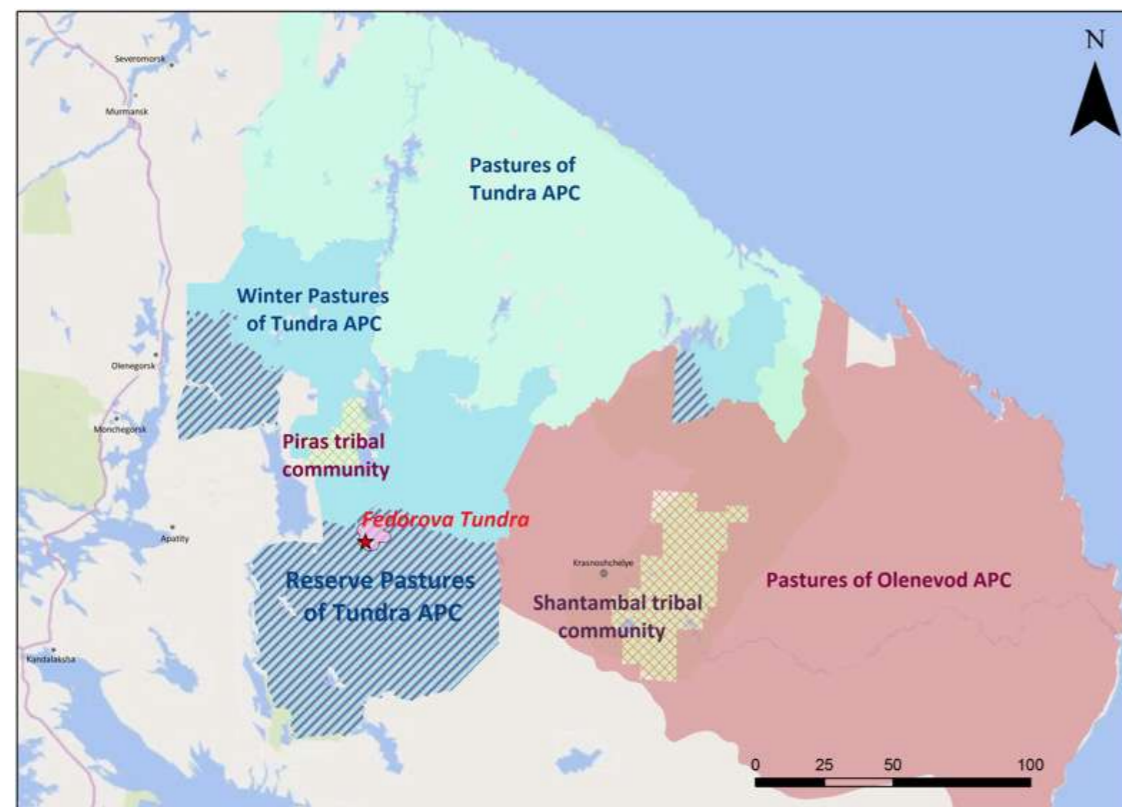 N
Severomorsk
Murmansk
Pastures of
Tundra APC
Winter Pastures
of Tundra APC
Olenegorsk
Monchegorsk
Piras tribal
community
Fedorova Tundra
Apatity
Reserve Pastures
of Tundra APC
Krasnoshchelye
Pastures of Olenevod APC
Shantambal tribal
community
Kandalaksba
0 25 50 100